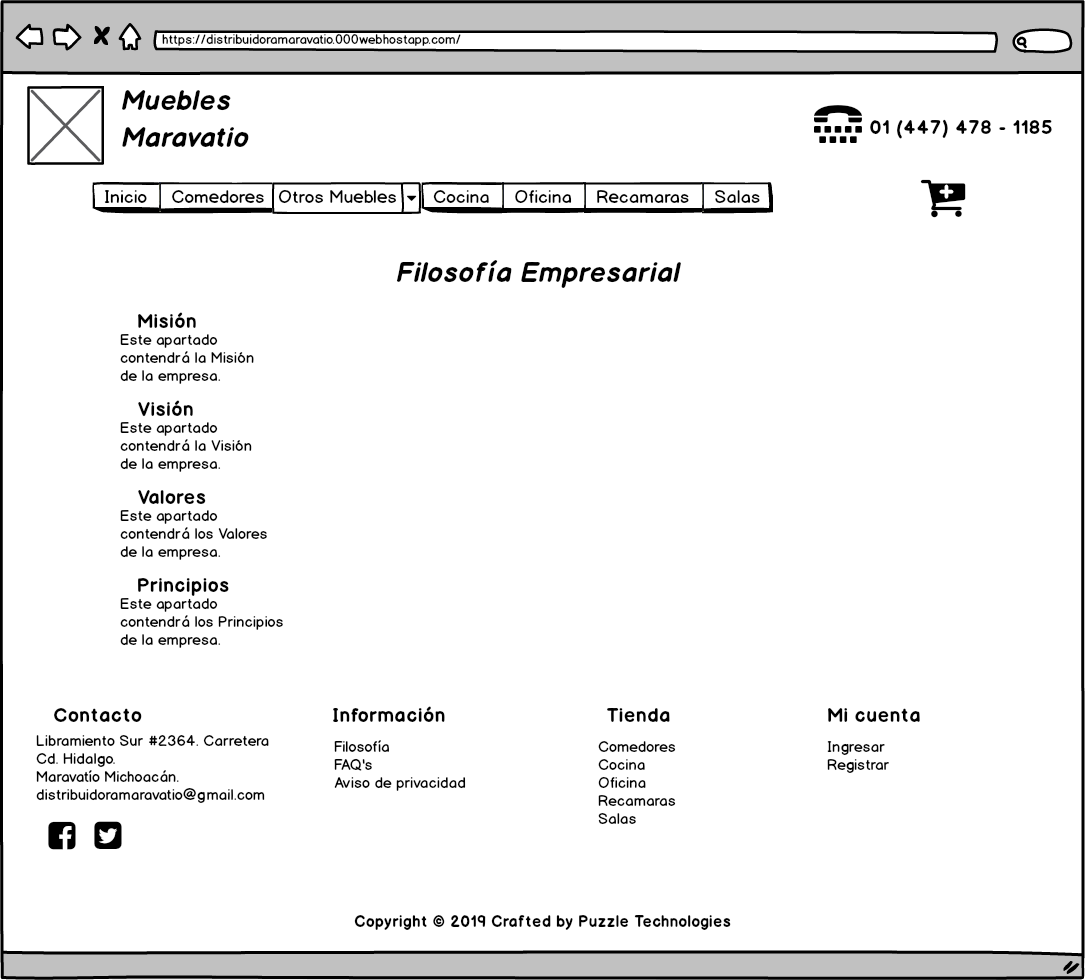 https://distribuidoramaravatio.000webhostapp.com/
Muebles
Maravatio
01 (447) 478 - 1185
Inicio Comedores Otros Muebles Cocina Oficina Recamaras Salas
Filosofía Empresarial
Misión
Este apartado
contendrá la Misión
de la empresa.
Visión
Este apartado
contendrá la Visión
de la empresa.
Valores
Este apartado
contendrá los Valores
de la empresa.
Principios
Este apartado
contendrá los Principios
de la empresa.
Contacto
Libramiento Sur #2364. Carretera
Cd. Hidalgo.
Maravatío Michoacán.
distribuidoramaravatio@gmail.com
Información
Filosofía
FAQ's
Aviso de privacidad
Tienda
Comedores
Cocina
Oficina
Recamaras
Salas
Mi cuenta
Ingresar
Registrar
Copyright © 2019 Crafted by Puzzle Technologies